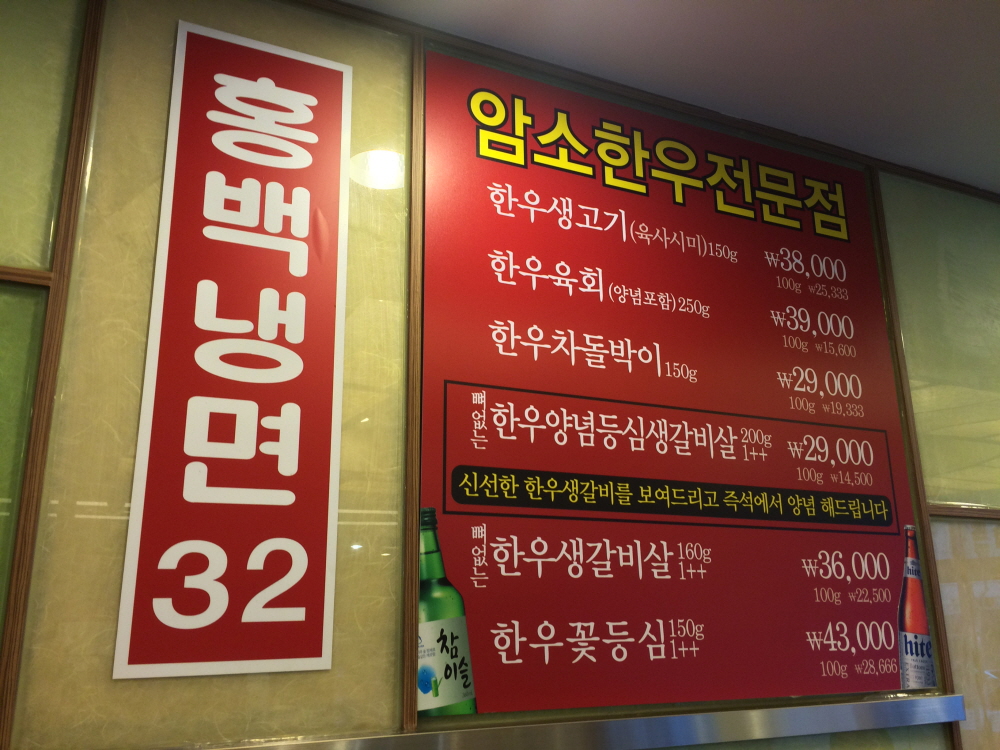 홍백냉면
32
암소한우전문점
한우생고기(육사시미)150g ₩38,000
100g ₩25,333
한우육회(양념포함)250g ₩39,000
100g ₩15,600
한우차돌박이150g ₩29,000
100g ₩19,333
뼈없는 한우양념등심생갈비살 200g 1++ ₩29,000
100g ₩14,500
신선한 한우생갈비를 보여드리고 즉석에서 양념 해드립니다
뼈없는 한우생갈비살 160g 1++ ₩36,000
100g ₩22,500
한우꽃등심 150g 1++ ₩43,000
100g ₩28,666
참
이슬
hite
hite